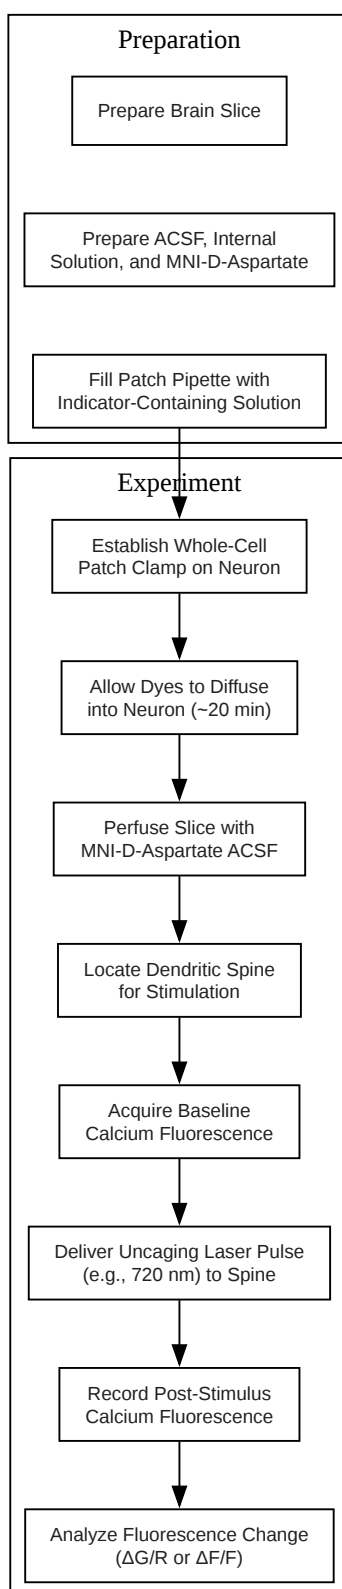 Preparation
Prepare Brain Slice
Prepare ACSF, Internal
Solution, and MNI-D-Aspartate
Fill Patch Pipette with
Indicator-Containing Solution
Experiment
Establish Whole-Cell
Patch Clamp on Neuron
Allow Dyes to Diffuse
into Neuron (~20 min)
Perfuse Slice with
MNI-D-Aspartate ACSF
Locate Dendritic Spine
for Stimulation
Acquire Baseline
Calcium Fluorescence
Deliver Uncaging Laser Pulse
(e.g., 720 nm) to Spine
Record Post-Stimulus
Calcium Fluorescence
Analyze Fluorescence Change
(ΔG/R or ΔF/F)